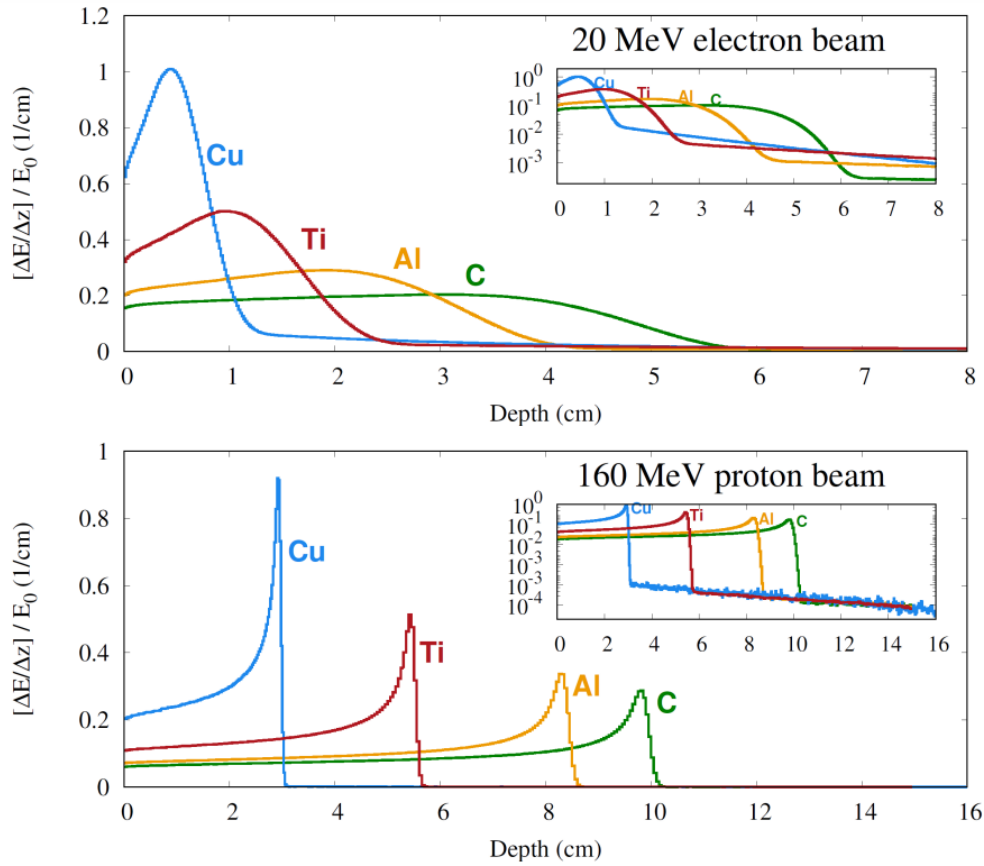 20 MeV electron beam
[ΔE/Δz] / E₀ (1/cm)
1.2
1
0.8
0.6
0.4
0.2
0
Cu
Ti
Al
C
10⁰
10⁻¹
10⁻²
10⁻³
Cu
Ti
Al
C
0 1 2 3 4 5 6 7 8
0 1 2 3 4 5 6 7 8
Depth (cm)
160 MeV proton beam
[ΔE/Δz] / E₀ (1/cm)
1
0.8
0.6
0.4
0.2
0
Cu
Ti
Al
C
10⁰
10⁻¹
10⁻²
10⁻³
10⁻⁴
Cu
Ti
Al
C
0 2 4 6 8 10 12 14 16
0 2 4 6 8 10 12 14 16
Depth (cm)